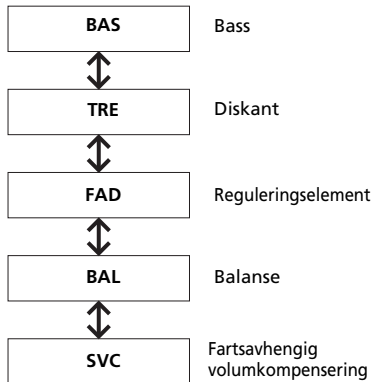 BAS Bass
TRE Diskant
FAD Reguleringselement
BAL Balanse
SVC Fartsavhengig
volumkompensering